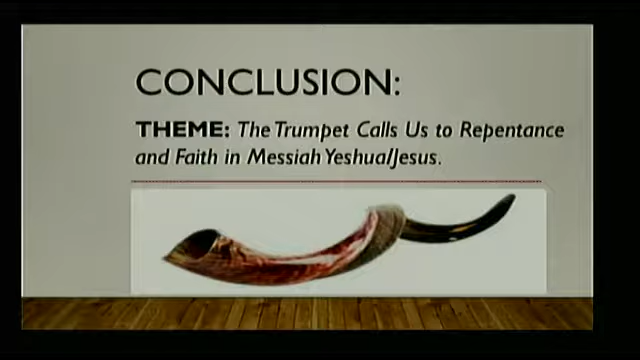 CONCLUSION:
THEME: The Trumpet Calls Us to Repentance
and Faith in Messiah Yeshua/Jesus.